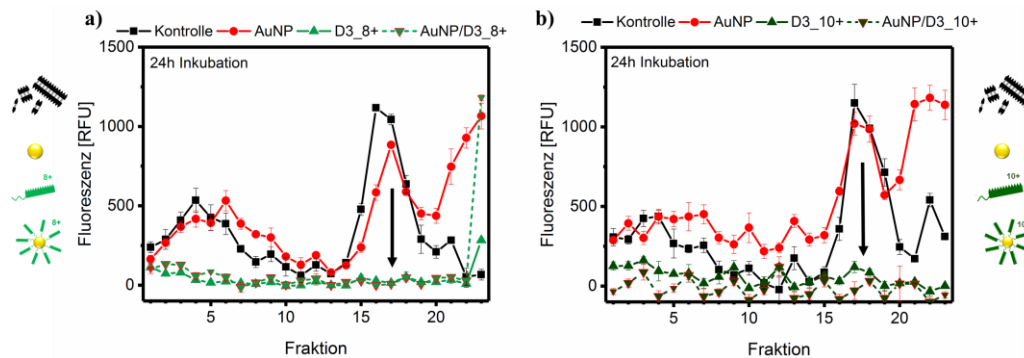 a)
Kontrolle AuNP D3_8+ AuNP/D3_8+
24h Inkubation
Fluoreszenz [RFU]
1500
1000
500
0
5 10 15 20
Fraktion
8+
8+
b)
Kontrolle AuNP D3_10+ AuNP/D3_10+
24h Inkubation
Fluoreszenz [RFU]
1500
1000
500
0
5 10 15 20
Fraktion
10+